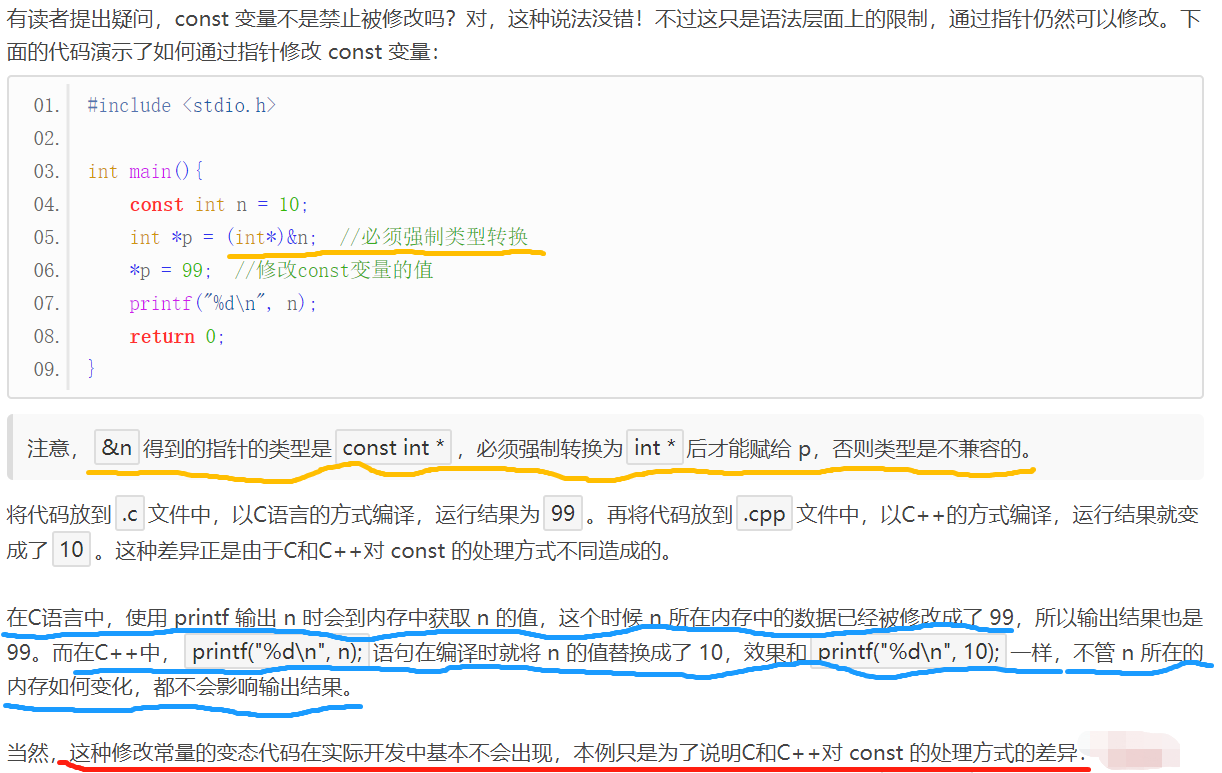 有读者提出疑问，const 变量不是禁止被修改吗？对，这种说法没错！不过这只是语法层面上的限制，通过指针仍然可以修改。下
面的代码演示了如何通过指针修改 const 变量：
01. #include <stdio.h>
02.
03. int main(){
04. const int n = 10;
05. int *p = (int*)&n; //必须强制类型转换
06. *p = 99; //修改const变量的值
07. printf("%d\n", n);
08. return 0;
09. }
注意， &n 得到的指针的类型是 const int * ，必须强制转换为 int * 后才能赋给 p，否则类型是不兼容的。
将代码放到 .c 文件中，以C语言的方式编译，运行结果为 99 。再将代码放到 .cpp 文件中，以C++的方式编译，运行结果就变
成了 10 。这种差异正是由于C和C++对 const 的处理方式不同造成的。
在C语言中，使用 printf 输出 n 时会到内存中获取 n 的值，这个时候 n 所在内存中的数据已经被修改成了 99，所以输出结果也是
99。而在C++中， printf("%d\n", n); 语句在编译时就将 n 的值替换成了 10，效果和 printf("%d\n", 10); 一样，不管 n 所在的
内存如何变化，都不会影响输出结果。
当然，这种修改常量的变态代码在实际开发中基本不会出现，本例只是为了说明C和C++对 const 的处理方式的差异：